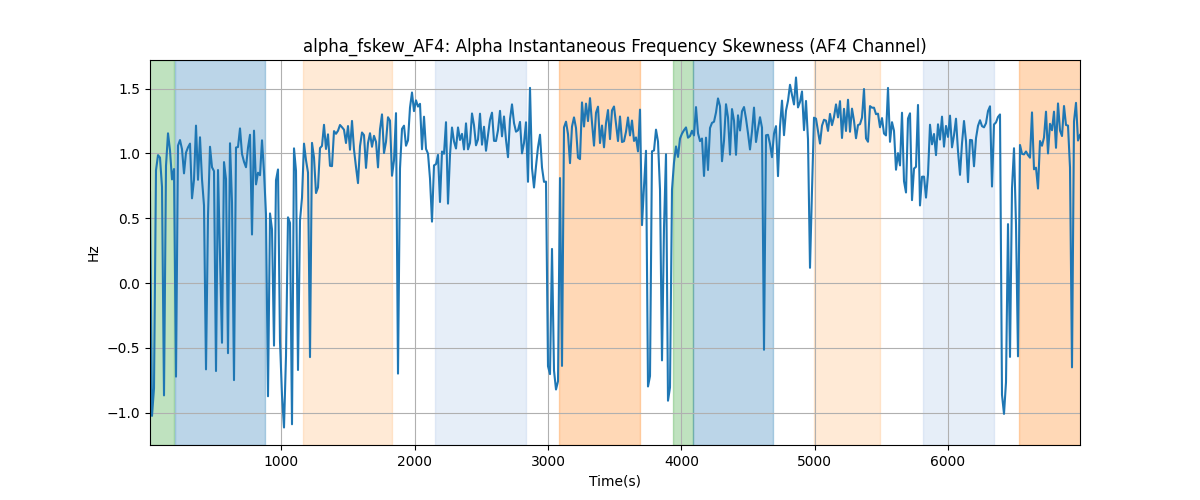 alpha_fskew_AF4: Alpha Instantaneous Frequency Skewness (AF4 Channel)
1.5
1.0
0.5
0.0
−0.5
−1.0
Hz
1000 2000 3000 4000 5000 6000
Time(s)